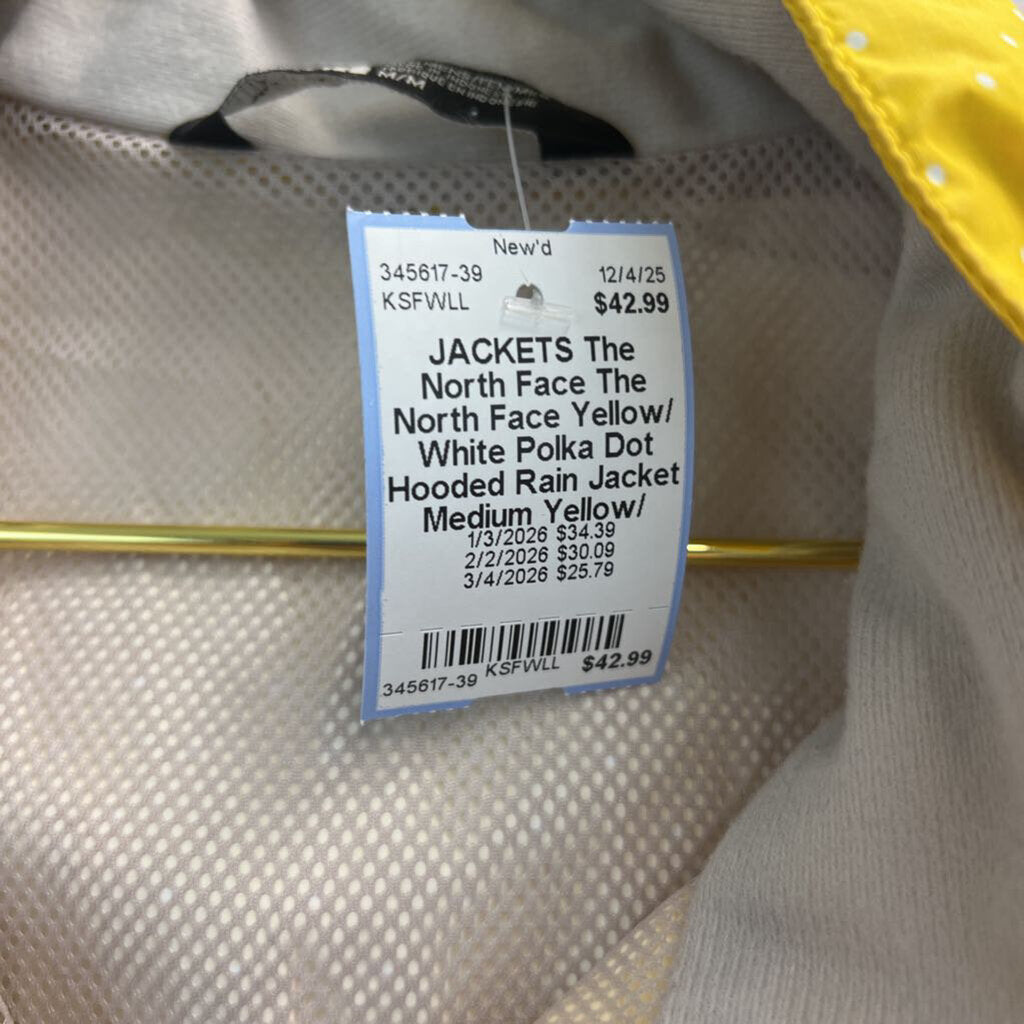 M/M
New'd
345617-39 12/4/25
KSFWLL $42.99
JACKETS The
North Face The
North Face Yellow/
White Polka Dot
Hooded Rain Jacket
Medium Yellow/
1/3/2026 $34.39
2/2/2026 $30.09
3/4/2026 $25.79
345617-39 KSFWLL $42.99